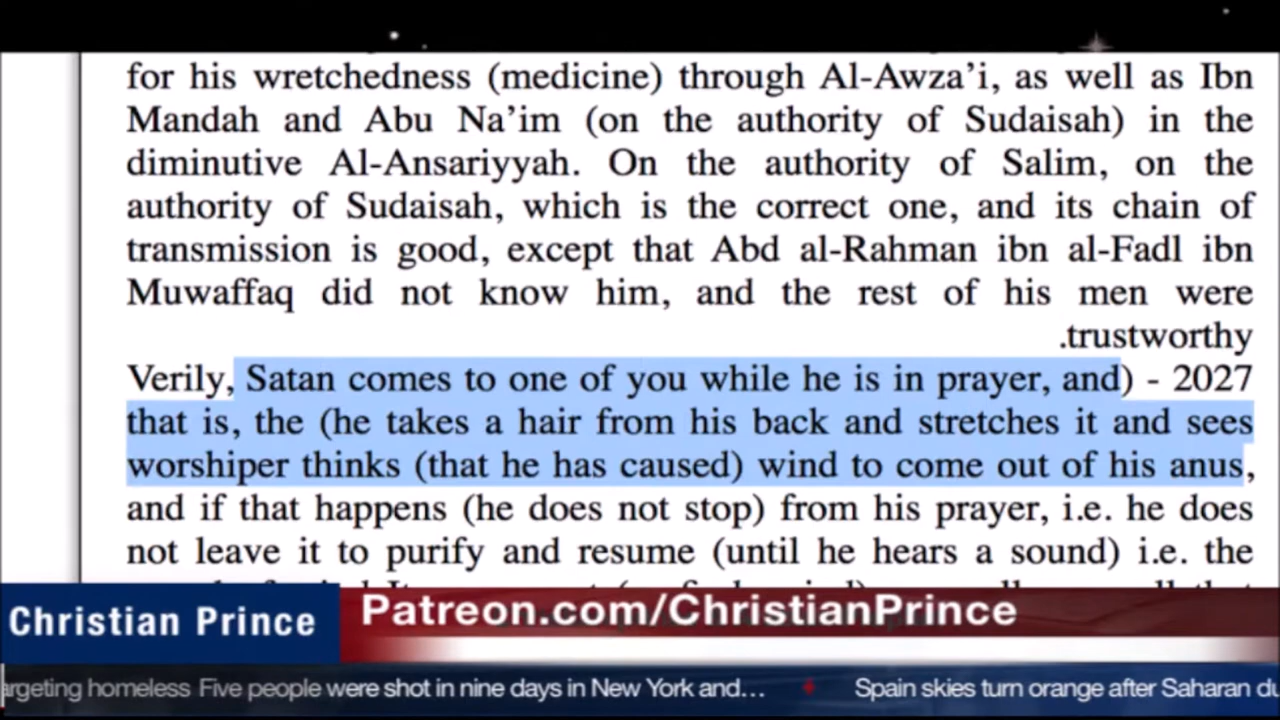 for his wretchedness (medicine) through Al-Awza'i, as well as Ibn
Mandah and Abu Na'im (on the authority of Sudaisah) in the
diminutive Al-Ansariyyah. On the authority of Salim, on the
authority of Sudaisah, which is the correct one, and its chain of
transmission is good, except that Abd al-Rahman ibn al-Fadl ibn
Muwaffaq did not know him, and the rest of his men were
.trustworthy
Verily, Satan comes to one of you while he is in prayer, and) - 2027
that is, the (he takes a hair from his back and stretches it and sees
worshiper thinks (that he has caused) wind to come out of his anus,
and if that happens (he does not stop) from his prayer, i.e. he does
not leave it to purify and resume (until he hears a sound) i.e. the
Christian Prince
Patreon.com/ChristianPrince
argeting homeless Five people were shot in nine days in New York and... Spain skies turn orange after Saharan du